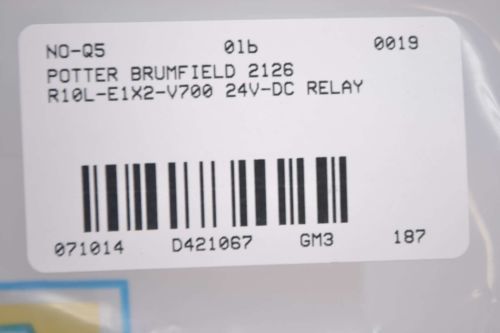 NO-Q5 01b 0019
POTTER BRUMFIELD 2126
R10L-E1X2-V700 24V-DC RELAY
071014 D421067 GM3 187